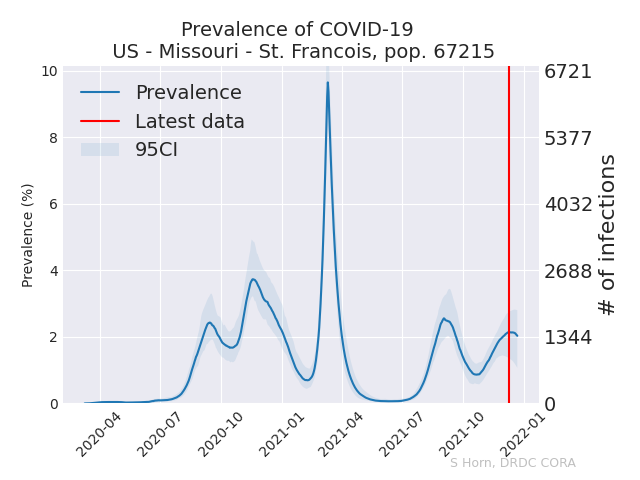 Prevalence of COVID-19
US - Missouri - St. Francois, pop. 67215
Prevalence
Latest data
95CI
Prevalence (%)
10
8
6
4
2
0
6721
5377
4032
2688
1344
0
# of infections
2020-04
2020-07
2020-10
2021-01
2021-04
2021-07
2021-10
2022-01
S Horn, DRDC CORA